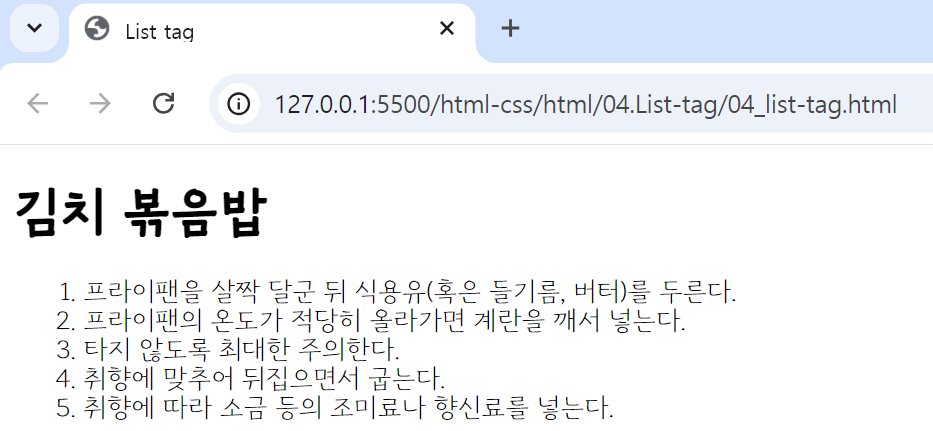 List tag
127.0.0.1:5500/html-css/html/04.List-tag/04_list-tag.html
김치 볶음밥
1. 프라이팬을 살짝 달군 뒤 식용유(혹은 들기름, 버터)를 두른다.
2. 프라이팬의 온도가 적당히 올라가면 계란을 깨서 넣는다.
3. 타지 않도록 최대한 주의한다.
4. 취향에 맞추어 뒤집으면서 굽는다.
5. 취향에 따라 소금 등의 조미료나 향신료를 넣는다.